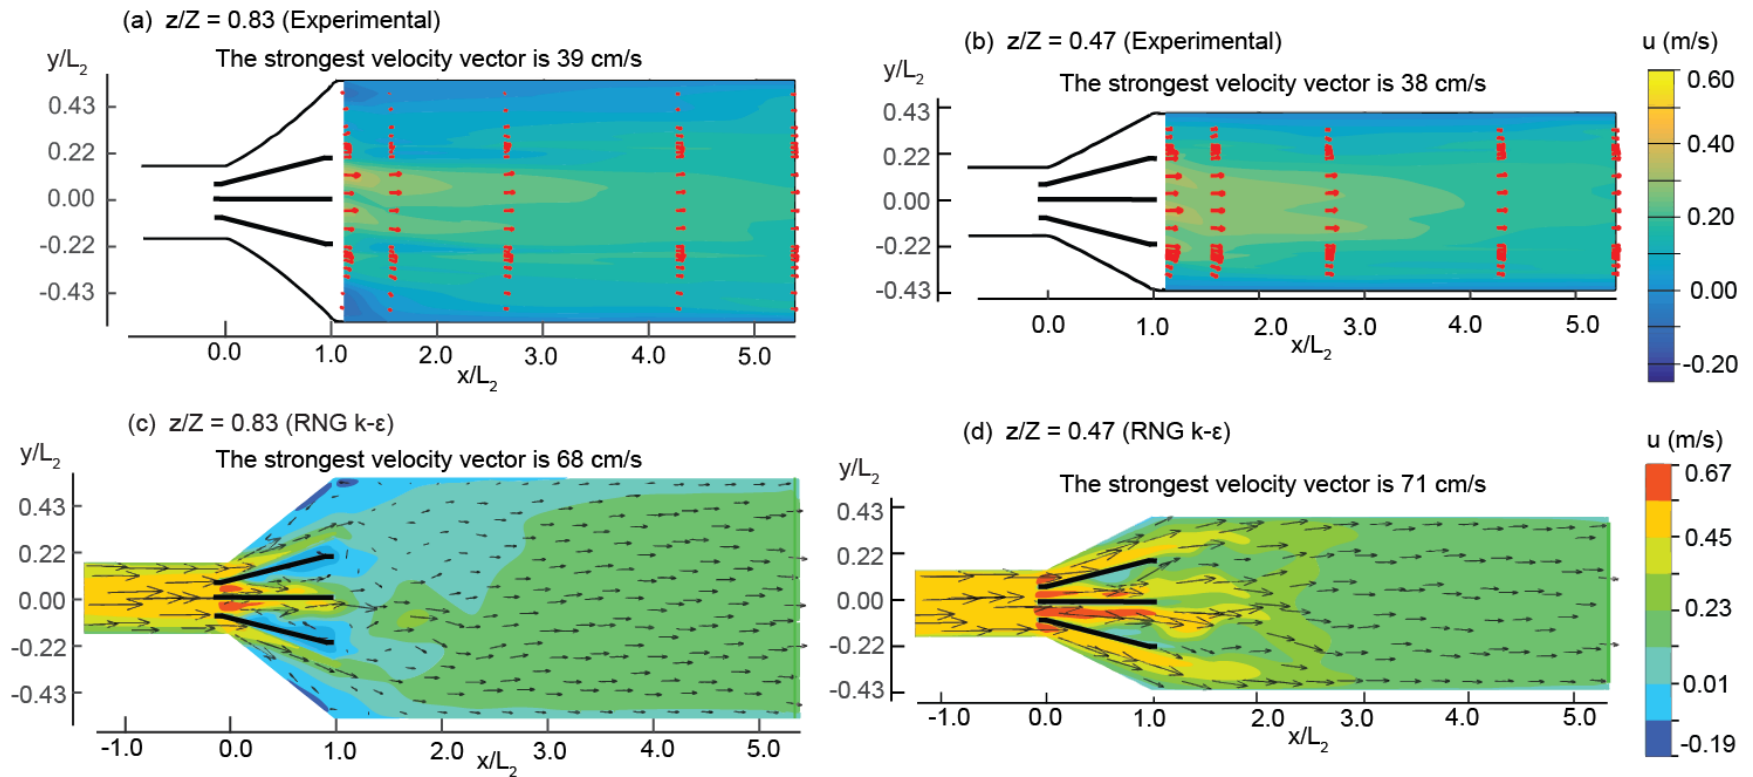 (a) z/Z = 0.83 (Experimental)
The strongest velocity vector is 39 cm/s
y/L2
0.43
0.22
0.00
-0.22
-0.43
0.0 1.0 2.0 3.0 4.0 5.0
x/L2
(b) z/Z = 0.47 (Experimental)
The strongest velocity vector is 38 cm/s
y/L2
0.43
0.22
0.00
-0.22
-0.43
0.0 1.0 2.0 3.0 4.0 5.0
x/L2
u (m/s)
0.60
0.40
0.20
0.00
-0.20
(c) z/Z = 0.83 (RNG k-ε)
The strongest velocity vector is 68 cm/s
y/L2
0.43
0.22
0.00
-0.22
-0.43
-1.0 0.0 1.0 2.0 3.0 4.0 5.0
x/L2
(d) z/Z = 0.47 (RNG k-ε)
The strongest velocity vector is 71 cm/s
y/L2
0.43
0.22
0.00
-0.22
-0.43
-1.0 0.0 1.0 2.0 3.0 4.0 5.0
x/L2
u (m/s)
0.67
0.45
0.23
0.01
-0.19